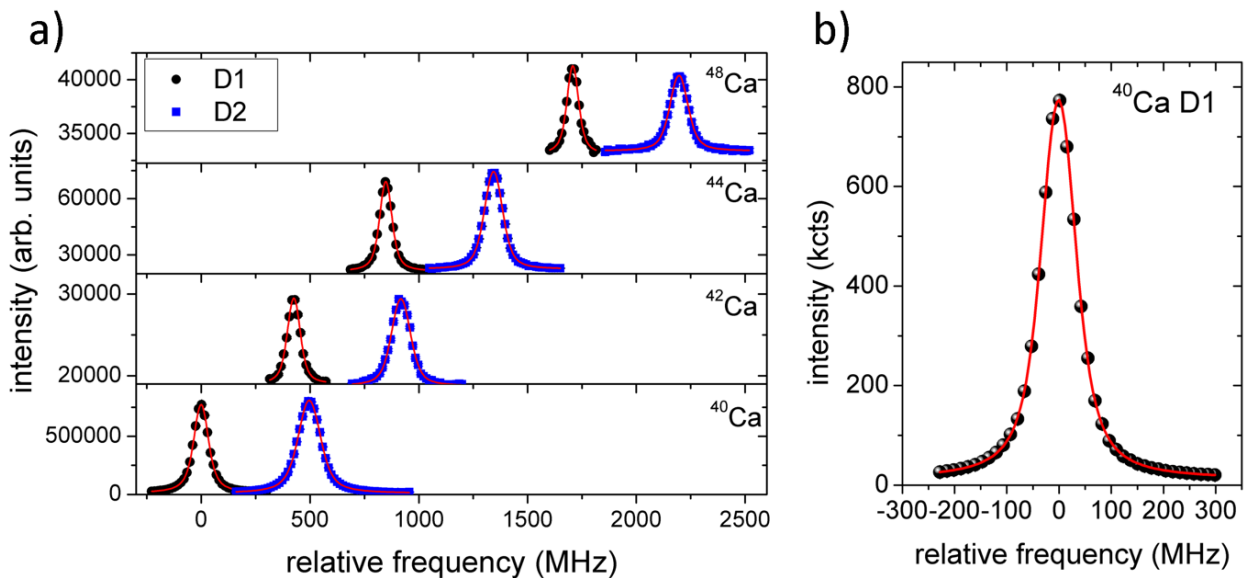 a)
D1
D2
⁴⁸Ca
40000
35000
⁴⁴Ca
60000
30000
⁴²Ca
30000
20000
⁴⁰Ca
500000
0
0 500 1000 1500 2000 2500
relative frequency (MHz)
intensity (arb. units)
b)
⁴⁰Ca D1
800
600
400
200
0
-300 -200 -100 0 100 200 300
relative frequency (MHz)
intensity (kcts)